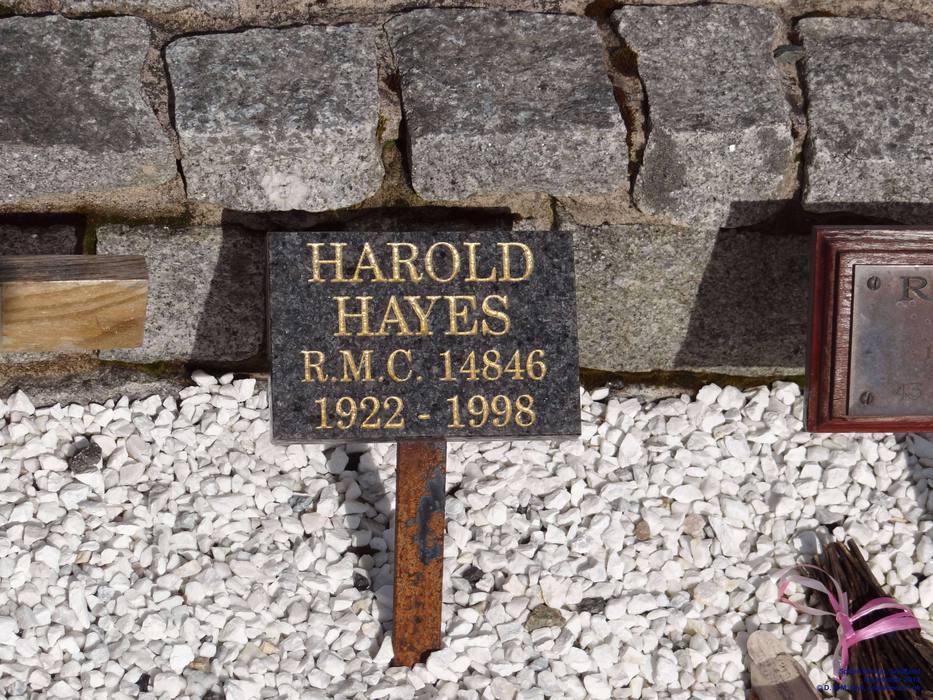 HAROLD
HAYES
R.M.C. 14846
1922 - 1998
R